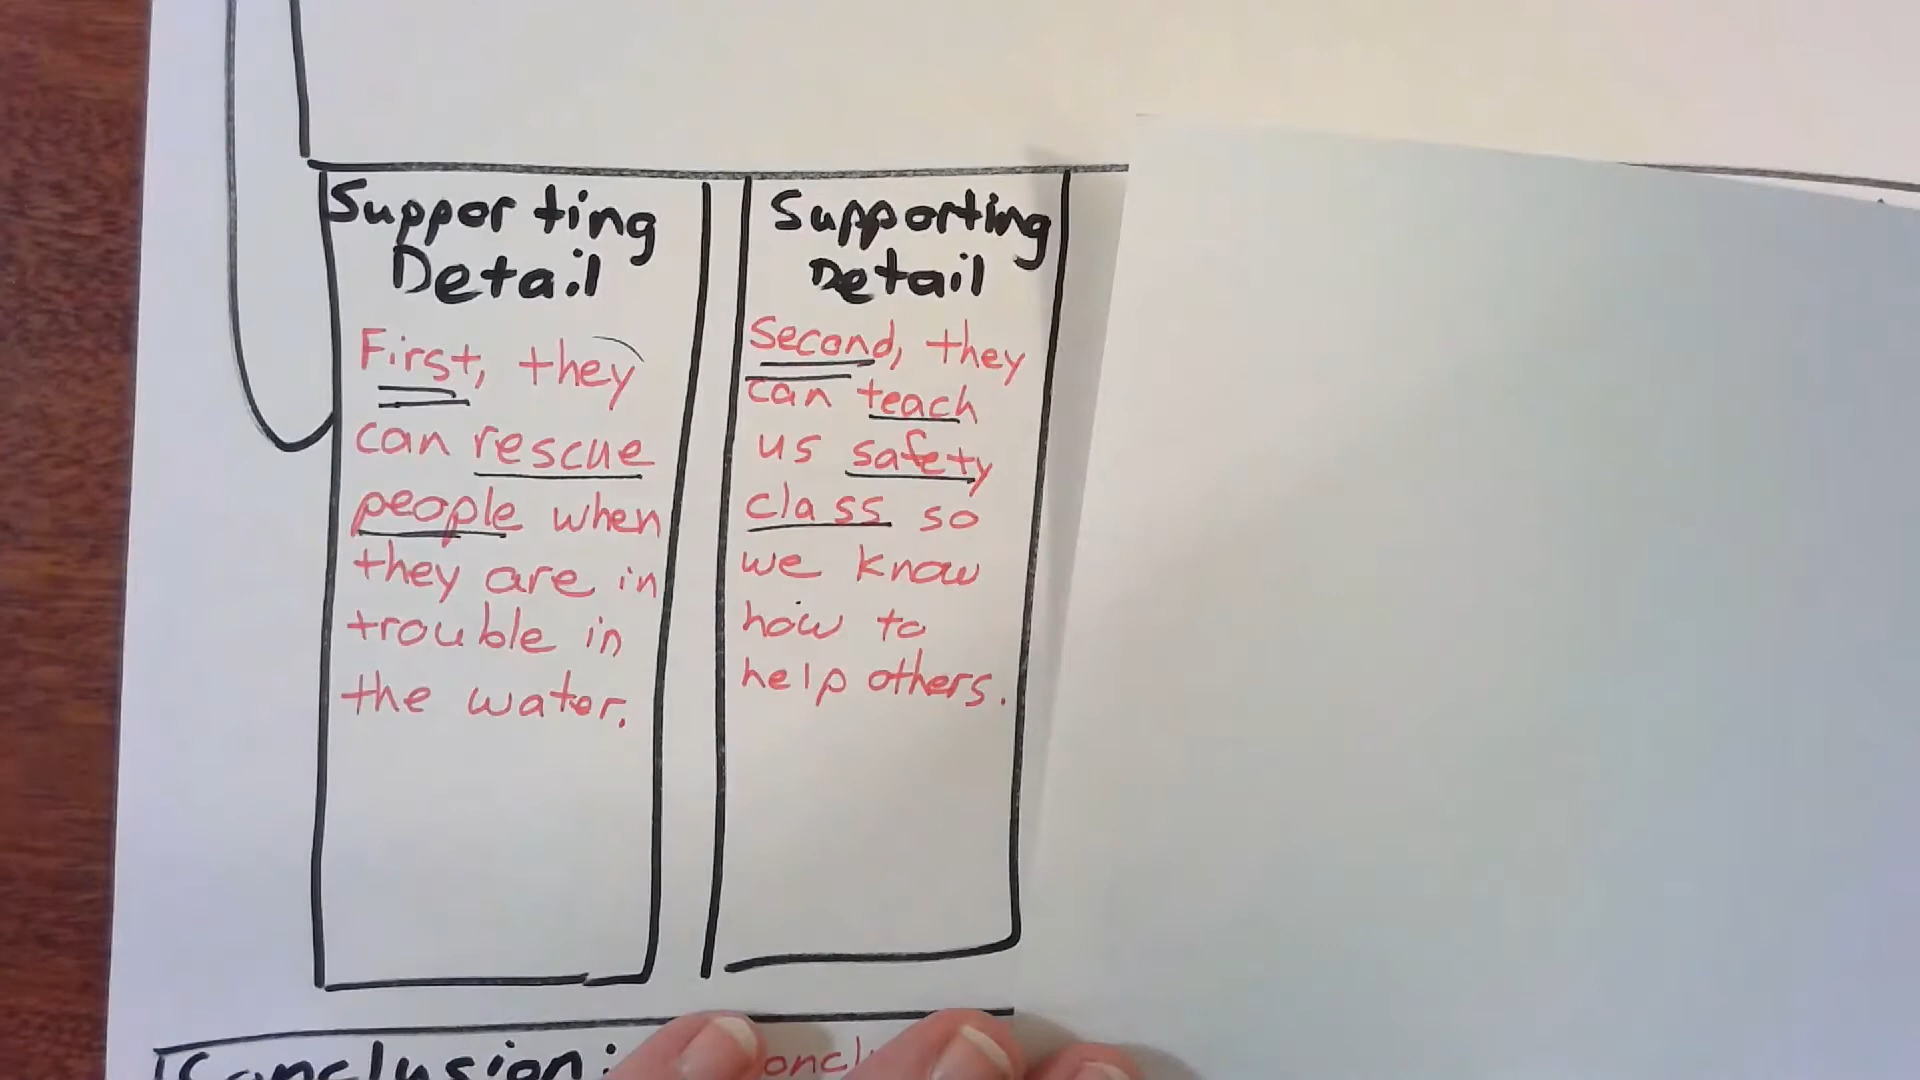 Supporting
Detail
First, they
can rescue
people when
they are in
trouble in
the water.
Supporting
Detail
Second, they
can teach
us safety
class so
we know
how to
help others.
Conclusion: